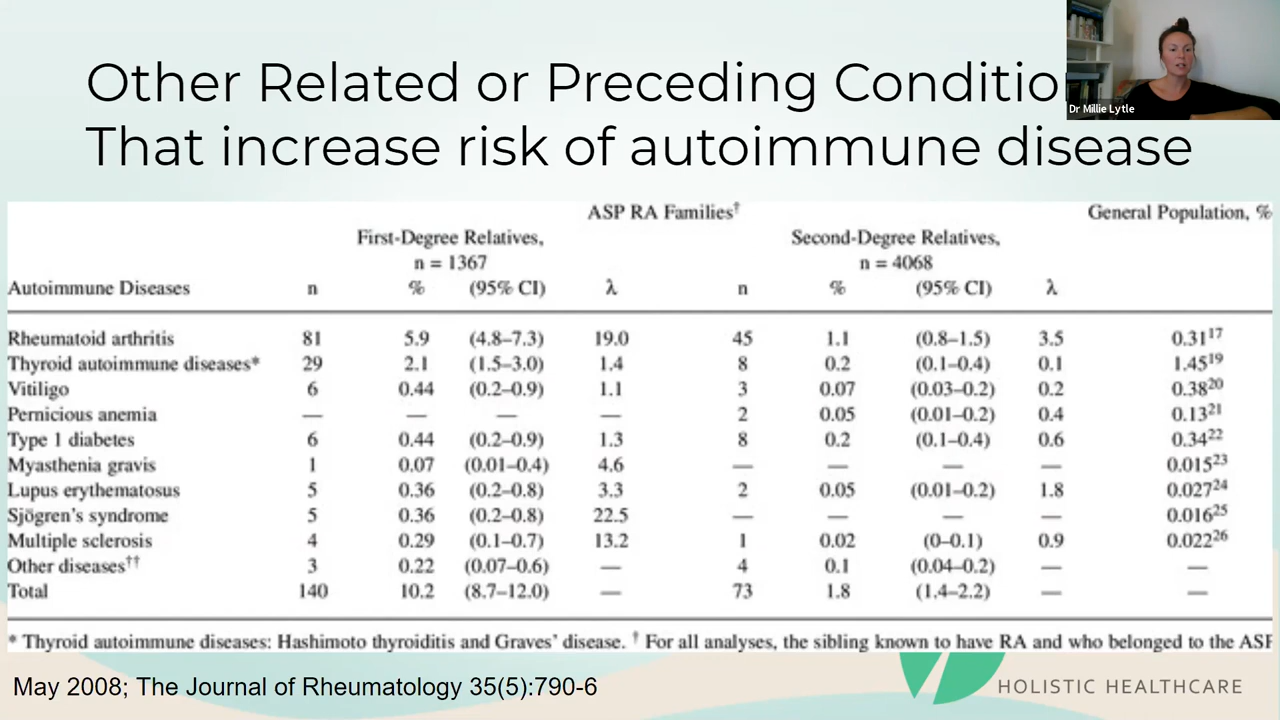 Other Related or Preceding Conditio
That increase risk of autoimmune disease
Dr Millie Lytle
ASP RA Families† General Population, %
First-Degree Relatives, Second-Degree Relatives,
n = 1367 n = 4068
Autoimmune Diseases n % (95% CI) λ n % (95% CI) λ
Rheumatoid arthritis 81 5.9 (4.8–7.3) 19.0 45 1.1 (0.8–1.5) 3.5 0.31¹⁷
Thyroid autoimmune diseases* 29 2.1 (1.5–3.0) 1.4 8 0.2 (0.1–0.4) 0.1 1.45¹⁹
Vitiligo 6 0.44 (0.2–0.9) 1.1 3 0.07 (0.03–0.2) 0.2 0.38²⁰
Pernicious anemia — — — — 2 0.05 (0.01–0.2) 0.4 0.13²¹
Type 1 diabetes 6 0.44 (0.2–0.9) 1.3 8 0.2 (0.1–0.4) 0.6 0.34²²
Myasthenia gravis 1 0.07 (0.01–0.4) 4.6 — — — — 0.015²³
Lupus erythematosus 5 0.36 (0.2–0.8) 3.3 2 0.05 (0.01–0.2) 1.8 0.027²⁴
Sjögren's syndrome 5 0.36 (0.2–0.8) 22.5 — — — — 0.016²⁵
Multiple sclerosis 4 0.29 (0.1–0.7) 13.2 1 0.02 (0–0.1) 0.9 0.022²⁶
Other diseases†† 3 0.22 (0.07–0.6) — 4 0.1 (0.04–0.2) — —
Total 140 10.2 (8.7–12.0) — 73 1.8 (1.4–2.2) — —
* Thyroid autoimmune diseases: Hashimoto thyroiditis and Graves' disease. † For all analyses, the sibling known to have RA and who belonged to the ASF
May 2008; The Journal of Rheumatology 35(5):790-6
HOLISTIC HEALTHCARE